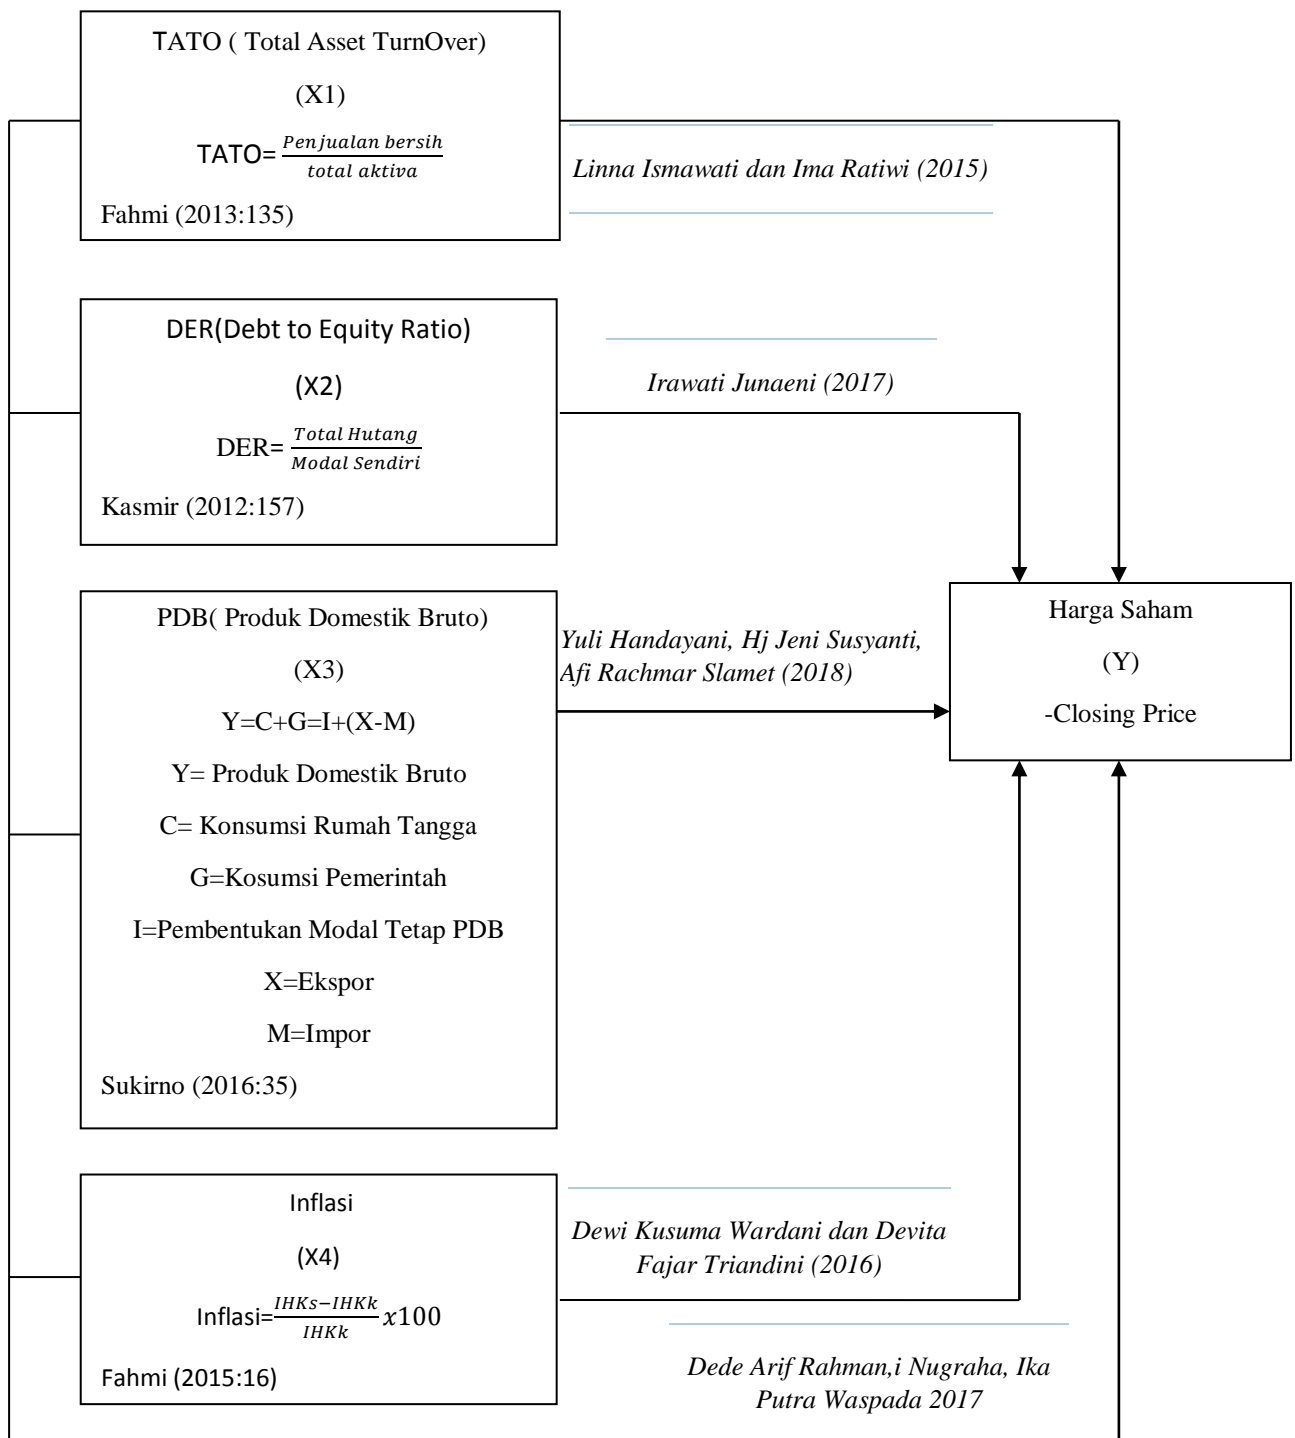 TATO ( Total Asset TurnOver)
(X1)
TATO= Penjualan bersih / total aktiva
Fahmi (2013:135)
Linna Ismawati dan Ima Ratiwi (2015)
DER(Debt to Equity Ratio)
(X2)
DER= Total Hutang / Modal Sendiri
Kasmir (2012:157)
Irawati Junaeni (2017)
PDB( Produk Domestik Bruto)
(X3)
Y=C+G=I+(X-M)
Y= Produk Domestik Bruto
C= Konsumsi Rumah Tangga
G=Kosumsi Pemerintah
I=Pembentukan Modal Tetap PDB
X=Ekspor
M=Impor
Sukirno (2016:35)
Yuli Handayani, Hj Jeni Susyanti,
Afi Rachmar Slamet (2018)
Harga Saham
(Y)
-Closing Price
Inflasi
(X4)
Inflasi= IHKs−IHKk / IHKk x100
Fahmi (2015:16)
Dewi Kusuma Wardani dan Devita
Fajar Triandini (2016)
Dede Arif Rahman,i Nugraha, Ika
Putra Waspada 2017